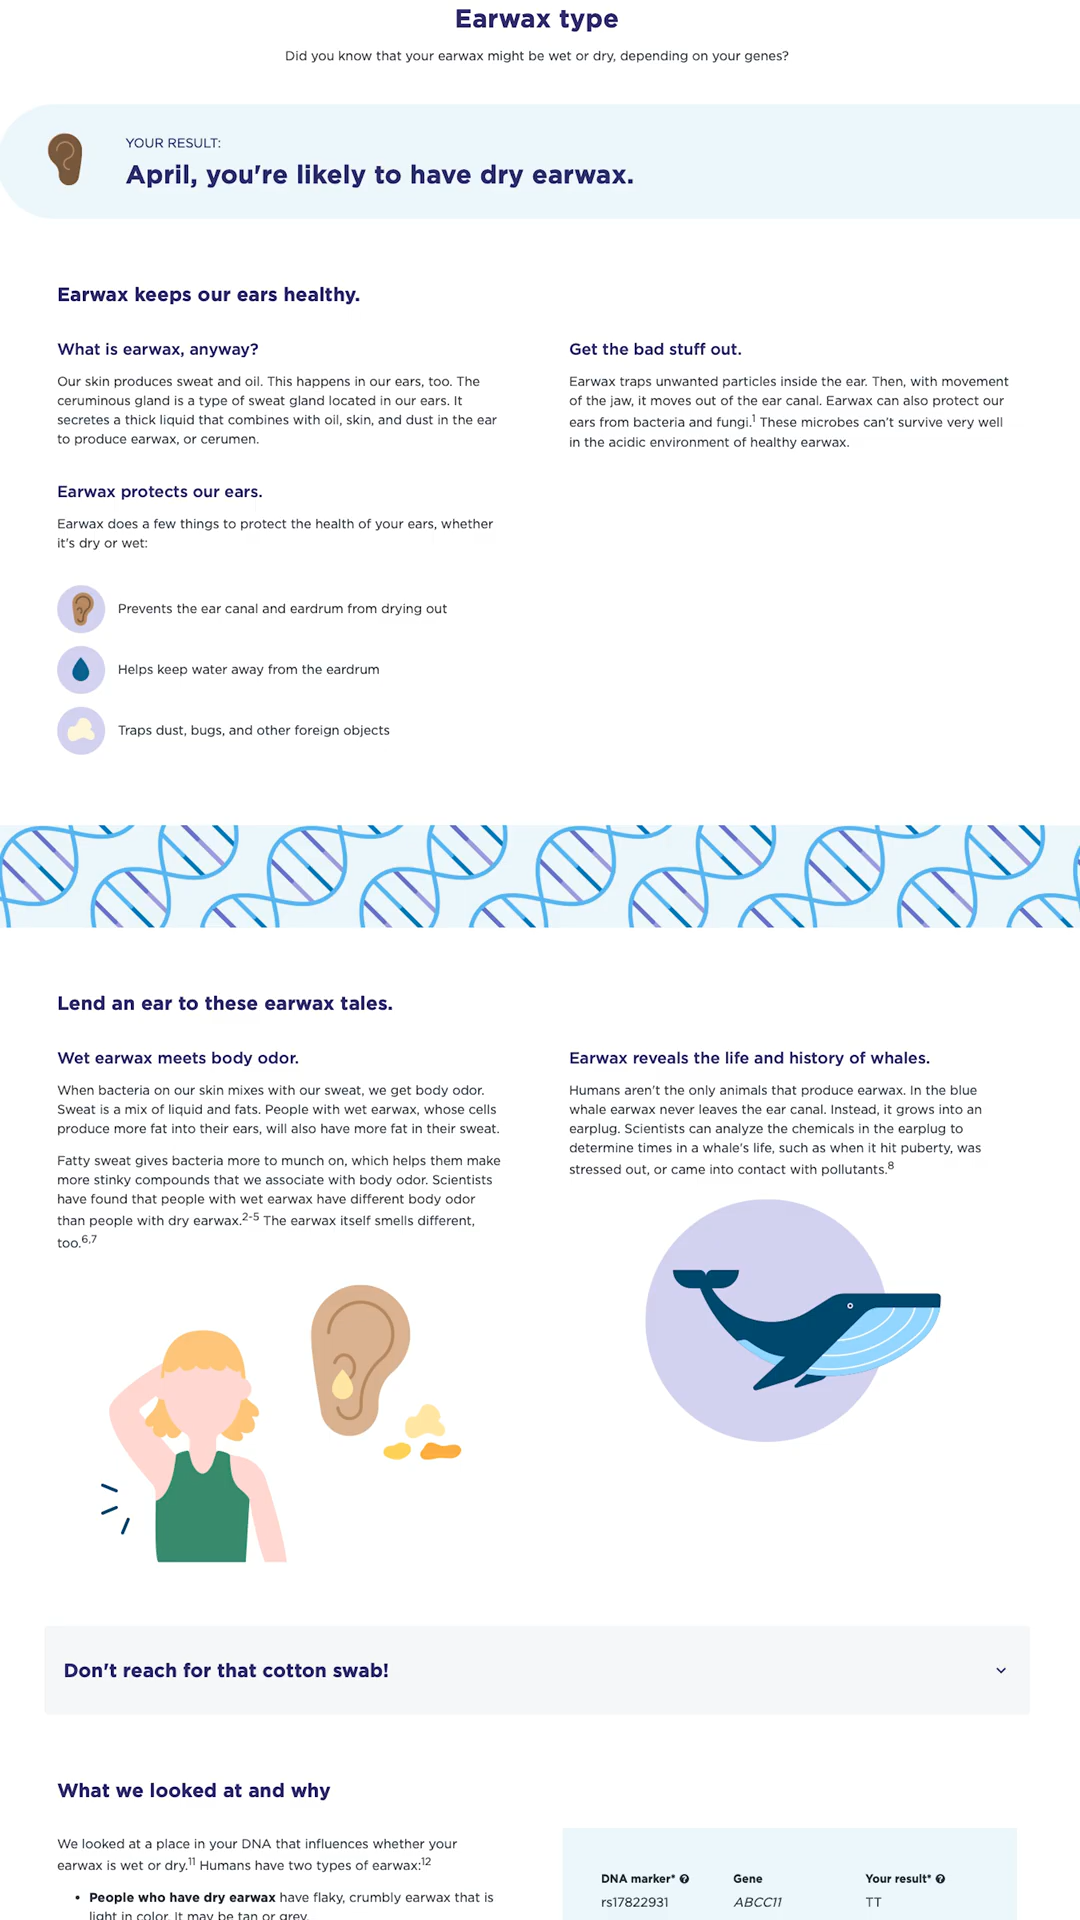 Earwax type
Did you know that your earwax might be wet or dry, depending on your genes?
YOUR RESULT:
April, you're likely to have dry earwax.
Earwax keeps our ears healthy.
What is earwax, anyway?
Our skin produces sweat and oil. This happens in our ears, too. The
ceruminous gland is a type of sweat gland located in our ears. It
secretes a thick liquid that combines with oil, skin, and dust in the ear
to produce earwax, or cerumen.
Earwax protects our ears.
Earwax does a few things to protect the health of your ears, whether
it's dry or wet:
Prevents the ear canal and eardrum from drying out
Helps keep water away from the eardrum
Traps dust, bugs, and other foreign objects
Get the bad stuff out.
Earwax traps unwanted particles inside the ear. Then, with movement
of the jaw, it moves out of the ear canal. Earwax can also protect our
ears from bacteria and fungi.1 These microbes can't survive very well
in the acidic environment of healthy earwax.
Lend an ear to these earwax tales.
Wet earwax meets body odor.
When bacteria on our skin mixes with our sweat, we get body odor.
Sweat is a mix of liquid and fats. People with wet earwax, whose cells
produce more fat into their ears, will also have more fat in their sweat.
Fatty sweat gives bacteria more to munch on, which helps them make
more stinky compounds that we associate with body odor. Scientists
have found that people with wet earwax have different body odor
than people with dry earwax.2-5 The earwax itself smells different,
too.6,7
Earwax reveals the life and history of whales.
Humans aren't the only animals that produce earwax. In the blue
whale earwax never leaves the ear canal. Instead, it grows into an
earplug. Scientists can analyze the chemicals in the earplug to
determine times in a whale's life, such as when it hit puberty, was
stressed out, or came into contact with pollutants.8
Don't reach for that cotton swab!
What we looked at and why
We looked at a place in your DNA that influences whether your
earwax is wet or dry.11 Humans have two types of earwax:12
• People who have dry earwax have flaky, crumbly earwax that is
light in color. It may be tan or grey.
DNA marker* Gene Your result*
rs17822931 ABCC11 TT